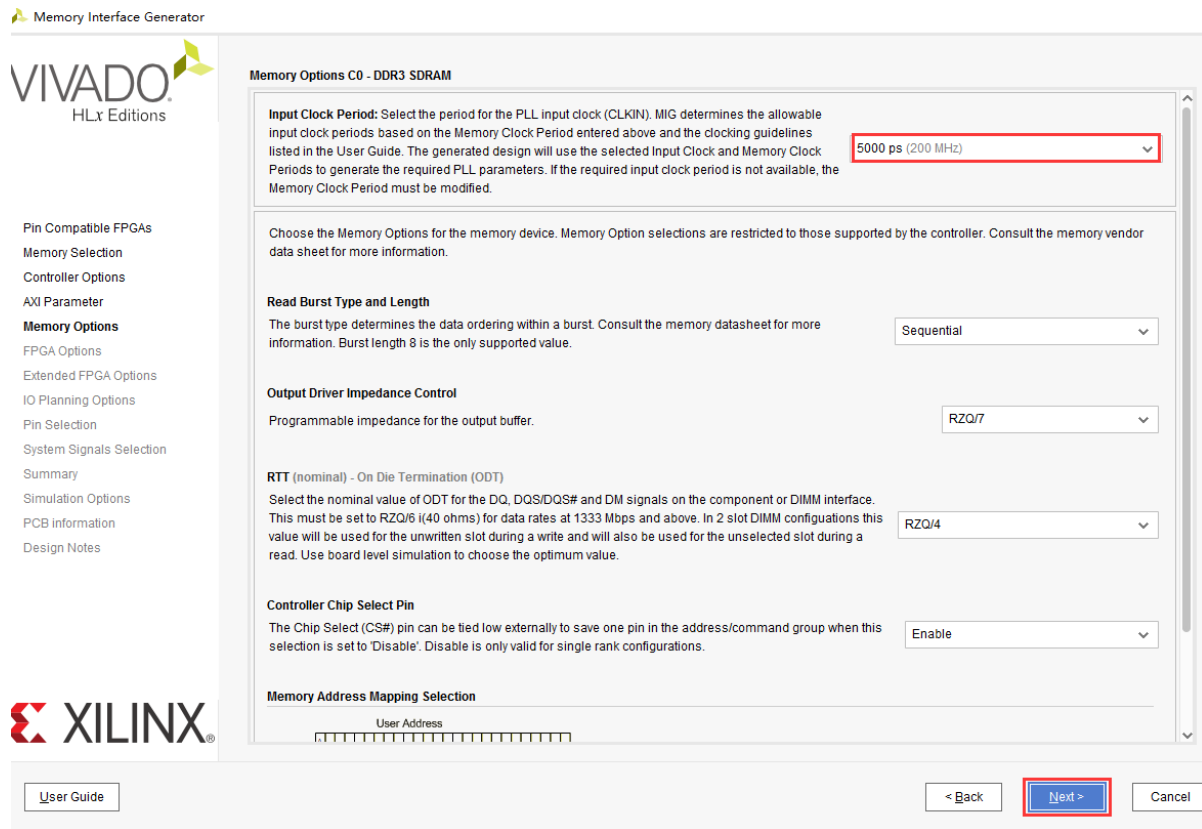 Memory Interface Generator
VIVADO.
HLx Editions
Pin Compatible FPGAs
Memory Selection
Controller Options
AXI Parameter
Memory Options
FPGA Options
Extended FPGA Options
IO Planning Options
Pin Selection
System Signals Selection
Summary
Simulation Options
PCB information
Design Notes
XILINX®
Memory Options C0 - DDR3 SDRAM
Input Clock Period: Select the period for the PLL input clock (CLKIN). MIG determines the allowable
input clock periods based on the Memory Clock Period entered above and the clocking guidelines
listed in the User Guide. The generated design will use the selected Input Clock and Memory Clock
Periods to generate the required PLL parameters. If the required input clock period is not available, the
Memory Clock Period must be modified.
5000 ps (200 MHz)
Choose the Memory Options for the memory device. Memory Option selections are restricted to those supported by the controller. Consult the memory vendor
data sheet for more information.
Read Burst Type and Length
The burst type determines the data ordering within a burst. Consult the memory datasheet for more
information. Burst length 8 is the only supported value.
Sequential
Output Driver Impedance Control
Programmable impedance for the output buffer.
RZQ/7
RTT (nominal) - On Die Termination (ODT)
Select the nominal value of ODT for the DQ, DQS/DQS# and DM signals on the component or DIMM interface.
This must be set to RZQ/6 i(40 ohms) for data rates at 1333 Mbps and above. In 2 slot DIMM configuations this
value will be used for the unwritten slot during a write and will also be used for the unselected slot during a
read. Use board level simulation to choose the optimum value.
RZQ/4
Controller Chip Select Pin
The Chip Select (CS#) pin can be tied low externally to save one pin in the address/command group when this
selection is set to 'Disable'. Disable is only valid for single rank configurations.
Enable
Memory Address Mapping Selection
User Address
User Guide
< Back
Next >
Cancel